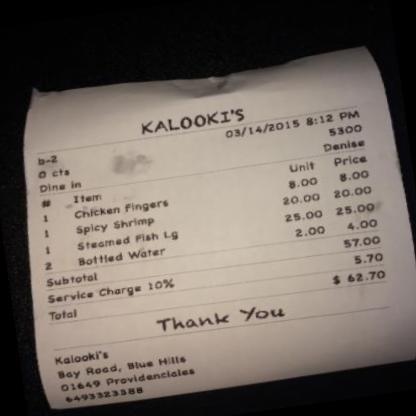 KALOOKI'S
03/14/2015 8:12 PM
b-2 5300
0 cts Denise
Dine in
# Item Unit Price
1 Chicken Fingers 8.00 8.00
1 Spicy Shrimp 20.00 20.00
1 Steamed Fish Lg 25.00 25.00
2 Bottled Water 2.00 4.00
Subtotal 57.00
Service Charge 10% 5.70
Total $ 62.70
Thank You
Kalooki's
Bay Road, Blue Hills
01649 Providenciales
6493323388